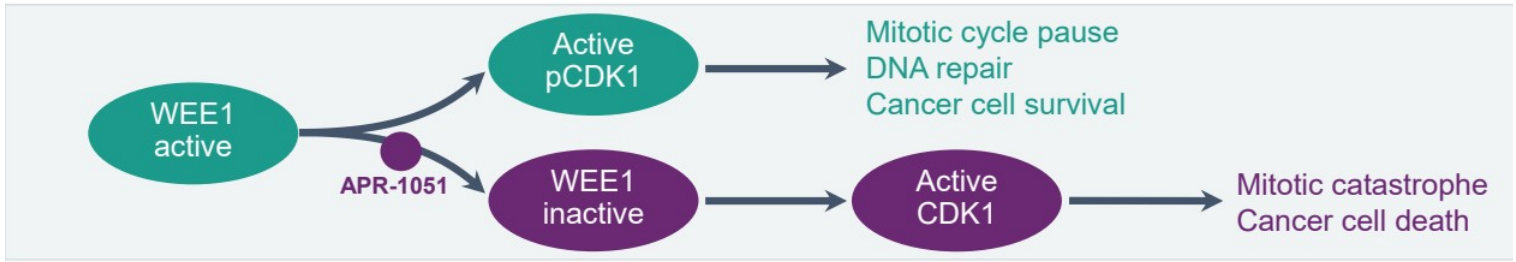 WEE1
active
Active
pCDK1
Mitotic cycle pause
DNA repair
Cancer cell survival
APR-1051
WEE1
inactive
Active
CDK1
Mitotic catastrophe
Cancer cell death